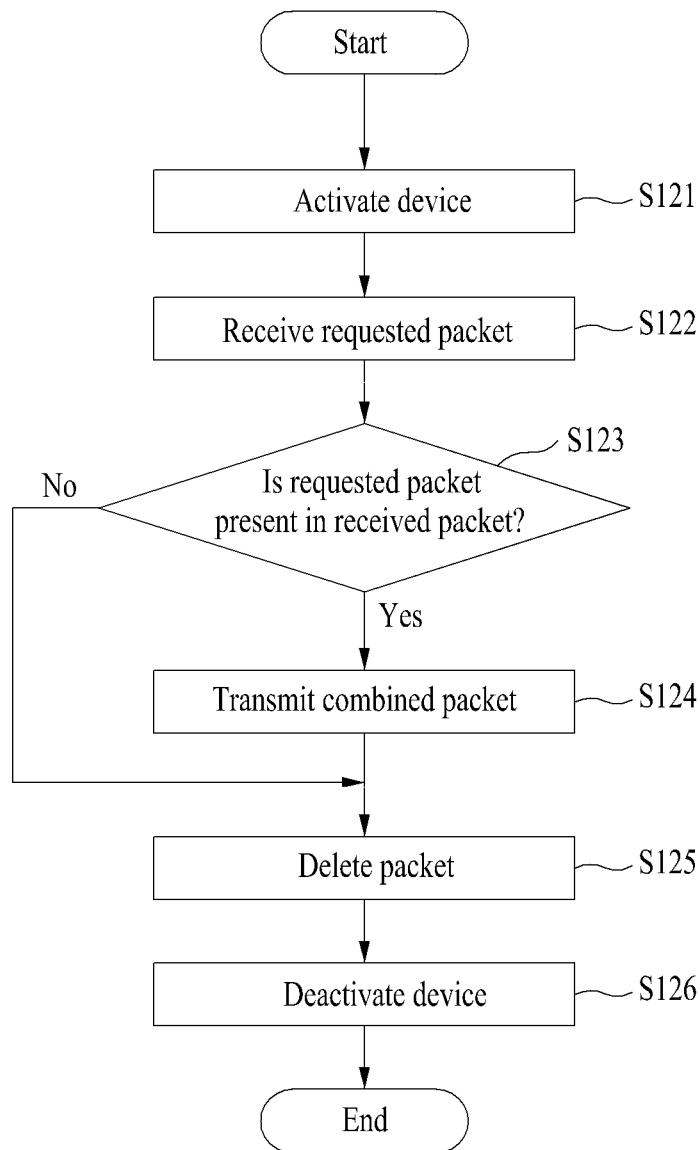 Start
Activate device
S121
Receive requested packet
S122
S123
Is requested packet
present in received packet?
No
Yes
Transmit combined packet
S124
Delete packet
S125
Deactivate device
S126
End